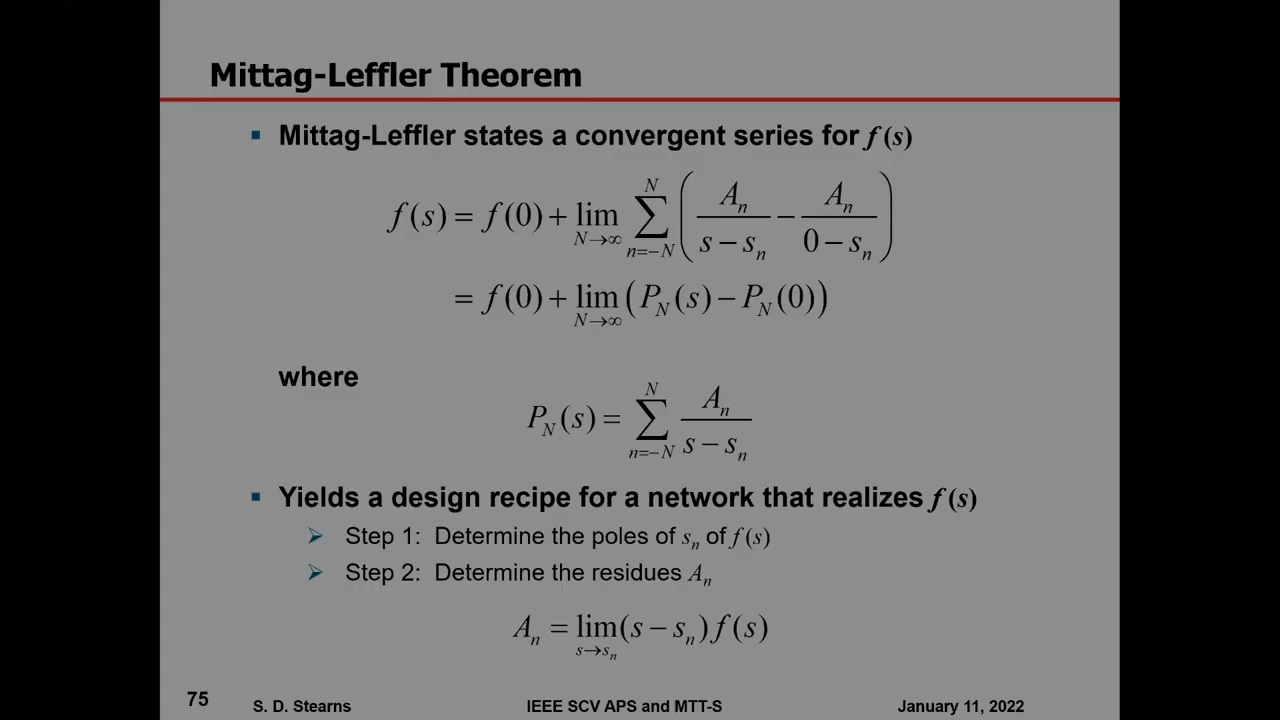 Mittag-Leffler Theorem
▪ Mittag-Leffler states a convergent series for f (s)
f(s) = f(0) + lim_{N→∞} ∑_{n=−N}^{N} ( A_n / (s − s_n) − A_n / (0 − s_n) )
= f(0) + lim_{N→∞} ( P_N(s) − P_N(0) )
where
P_N(s) = ∑_{n=−N}^{N} A_n / (s − s_n)
▪ Yields a design recipe for a network that realizes f (s)
➢ Step 1: Determine the poles of s_n of f (s)
➢ Step 2: Determine the residues A_n
A_n = lim_{s→s_n} (s − s_n) f(s)
75 S. D. Stearns IEEE SCV APS and MTT-S January 11, 2022